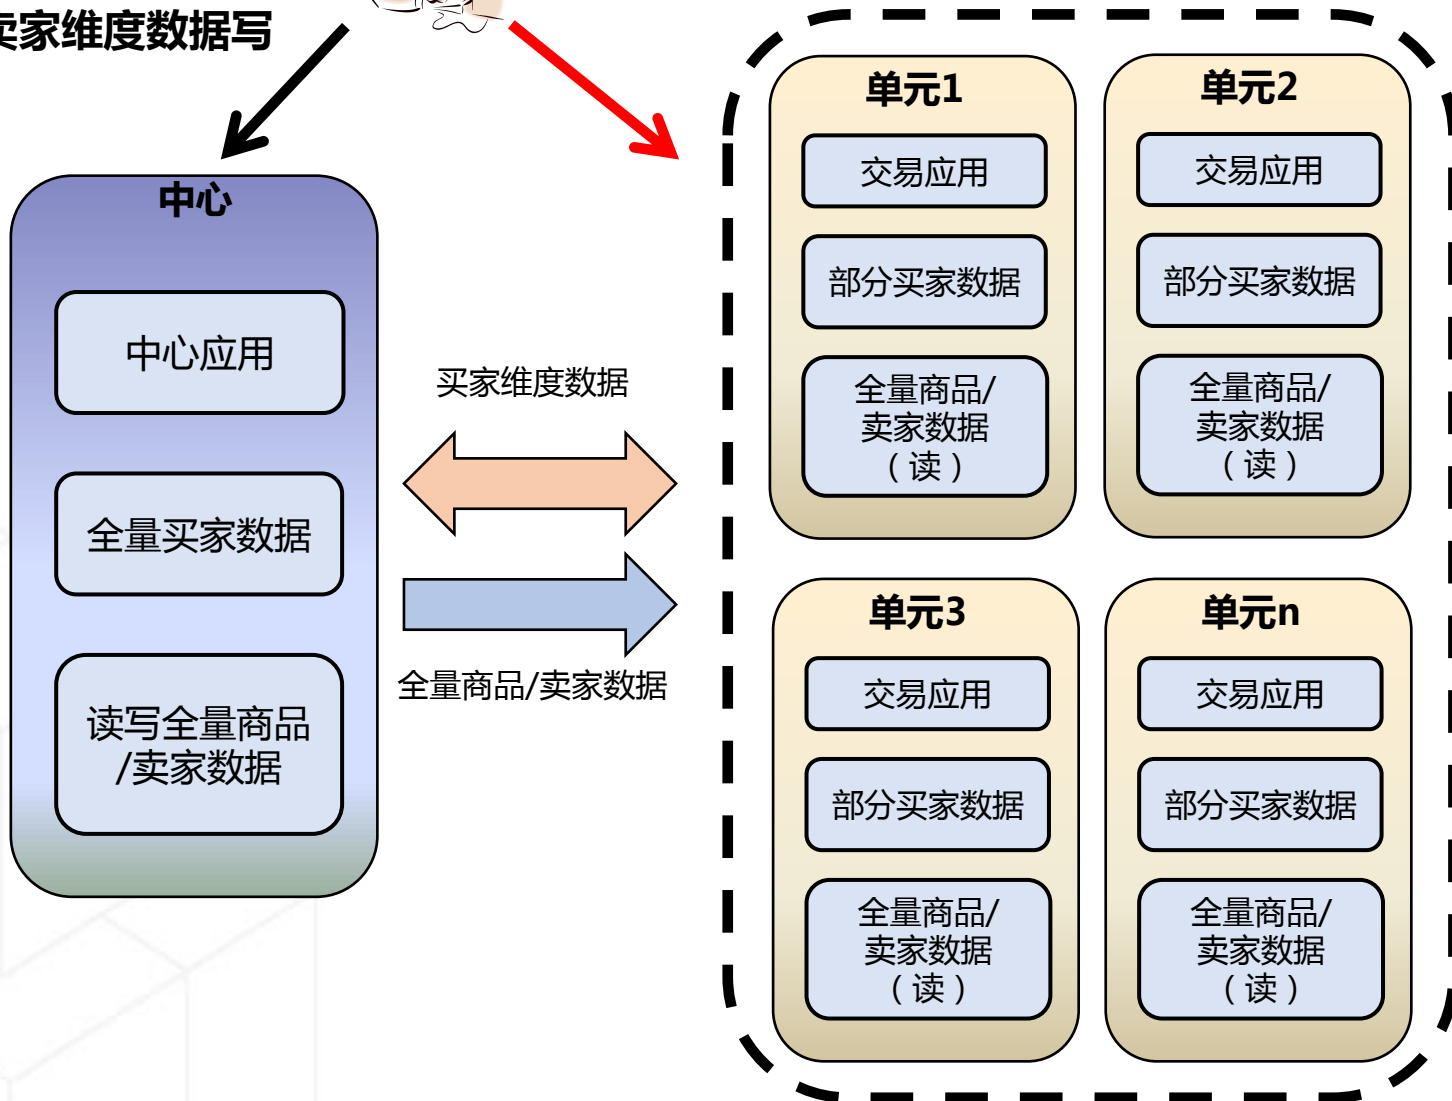 卖家维度数据写
中心
中心应用
全量买家数据
读写全量商品
/卖家数据
买家维度数据
全量商品/卖家数据
单元1
交易应用
部分买家数据
全量商品/
卖家数据
（读）
单元2
交易应用
部分买家数据
全量商品/
卖家数据
（读）
单元3
交易应用
部分买家数据
全量商品/
卖家数据
（读）
单元n
交易应用
部分买家数据
全量商品/
卖家数据
（读）